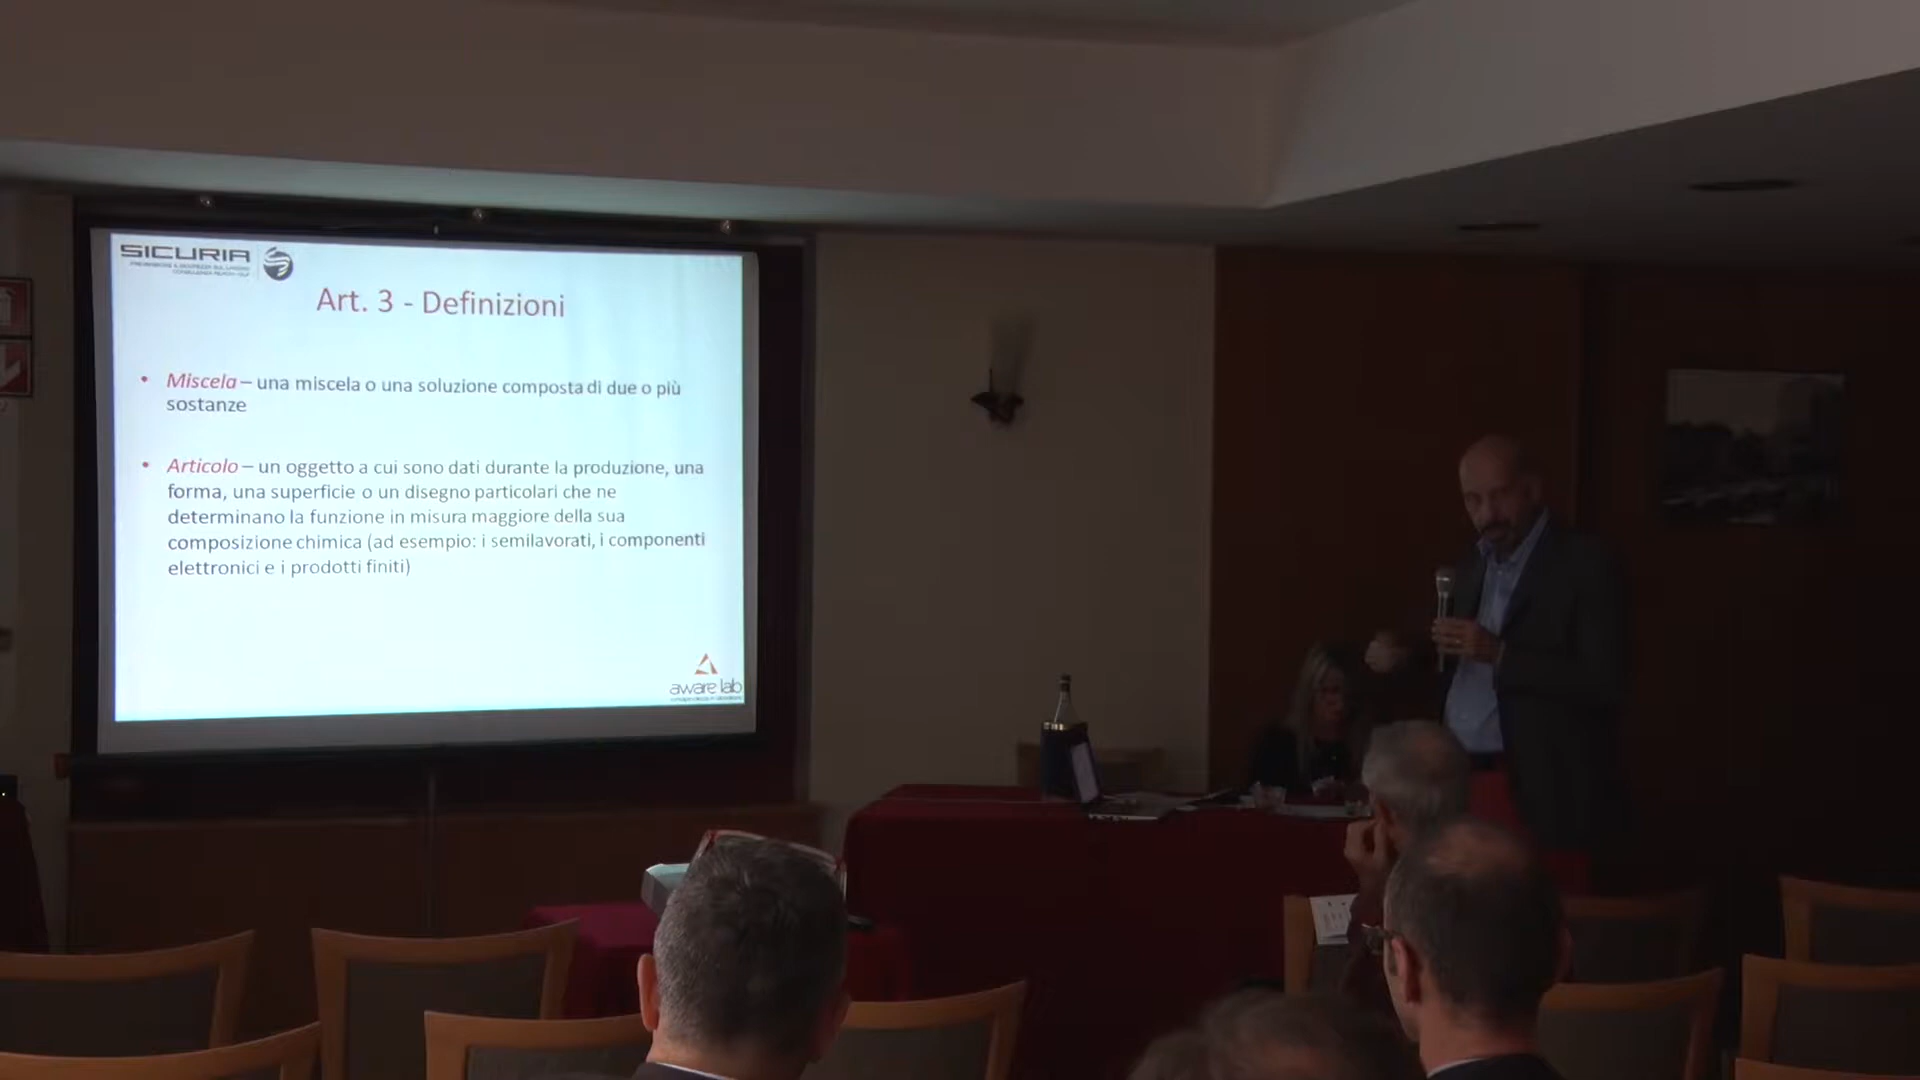 SICURIA
Art. 3 - Definizioni
• Miscela – una miscela o una soluzione composta di due o più
sostanze
• Articolo – un oggetto a cui sono dati durante la produzione, una
forma, una superficie o un disegno particolari che ne
determinano la funzione in misura maggiore della sua
composizione chimica (ad esempio: i semilavorati, i componenti
elettronici e i prodotti finiti)
aware lab